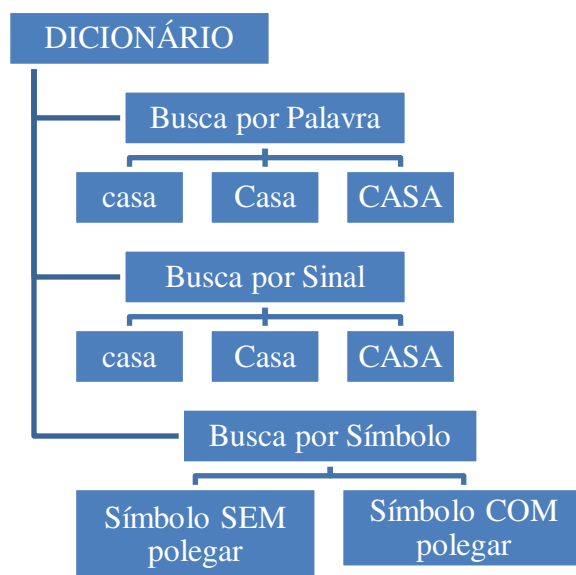 DICIONÁRIO
Busca por Palavra
casa
Casa
CASA
Busca por Sinal
casa
Casa
CASA
Busca por Símbolo
Símbolo SEM
polegar
Símbolo COM
polegar